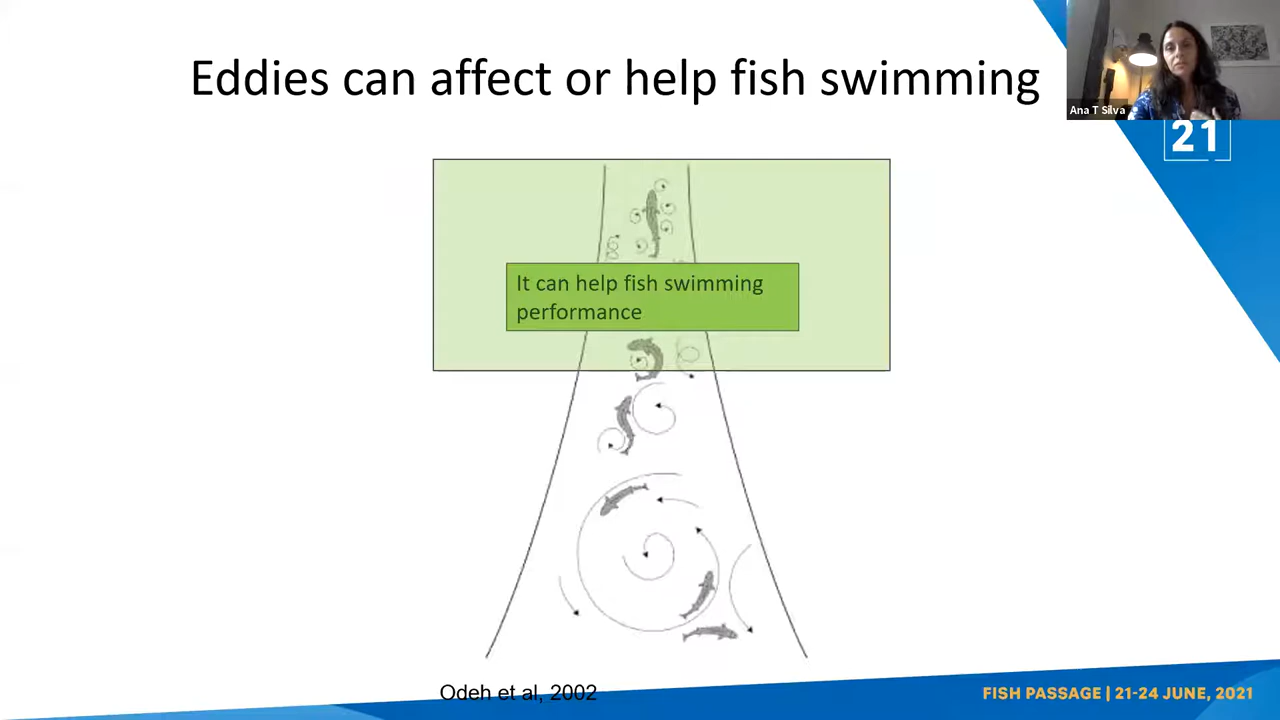 Eddies can affect or help fish swimming
Ana T Silva
21
It can help fish swimming
performance
Odeh et al, 2002
FISH PASSAGE | 21-24 JUNE, 2021